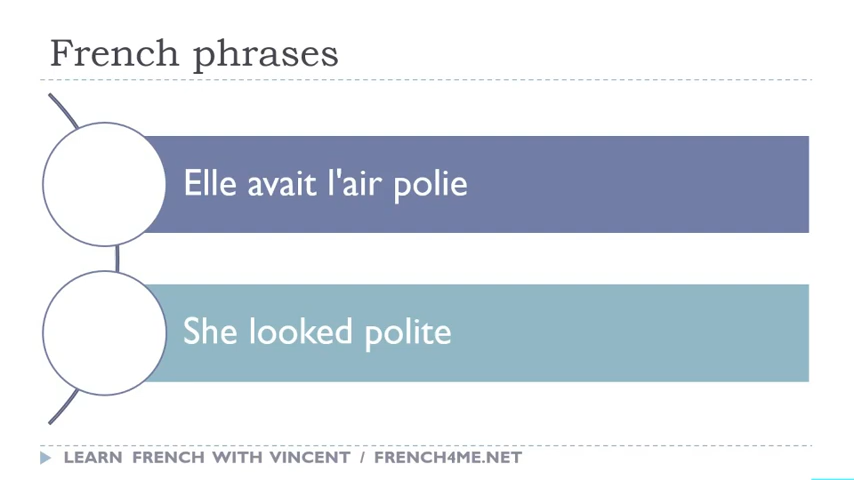 French phrases
Elle avait l'air polie
She looked polite
LEARN FRENCH WITH VINCENT / FRENCH4ME.NET